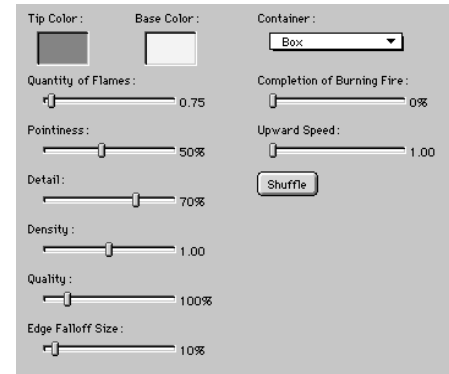 Tip Color:
Base Color:
Container:
Box
Quantity of Flames:
0.75
Completion of Burning Fire:
0%
Pointiness:
50%
Upward Speed:
1.00
Detail:
70%
Shuffle
Density:
1.00
Quality:
100%
Edge Falloff Size:
10%